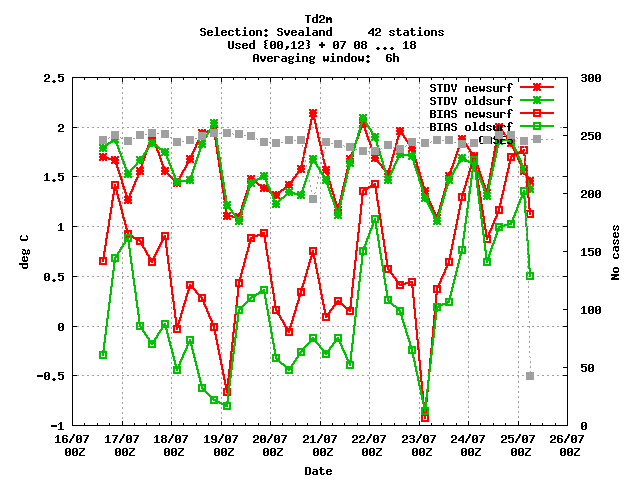 Td2m
Selection: Svealand 42 stations
Used {00,12} + 07 08 ... 18
Averaging window: 6h
STDV newsurf
STDV oldsurf
BIAS newsurf
BIAS oldsurf
2.5
2
1.5
1
0.5
0
-0.5
-1
deg C
300
250
200
150
100
50
0
No cases
16/07 17/07 18/07 19/07 20/07 21/07 22/07 23/07 24/07 25/07 26/07
00Z 00Z 00Z 00Z 00Z 00Z 00Z 00Z 00Z 00Z 00Z
Date